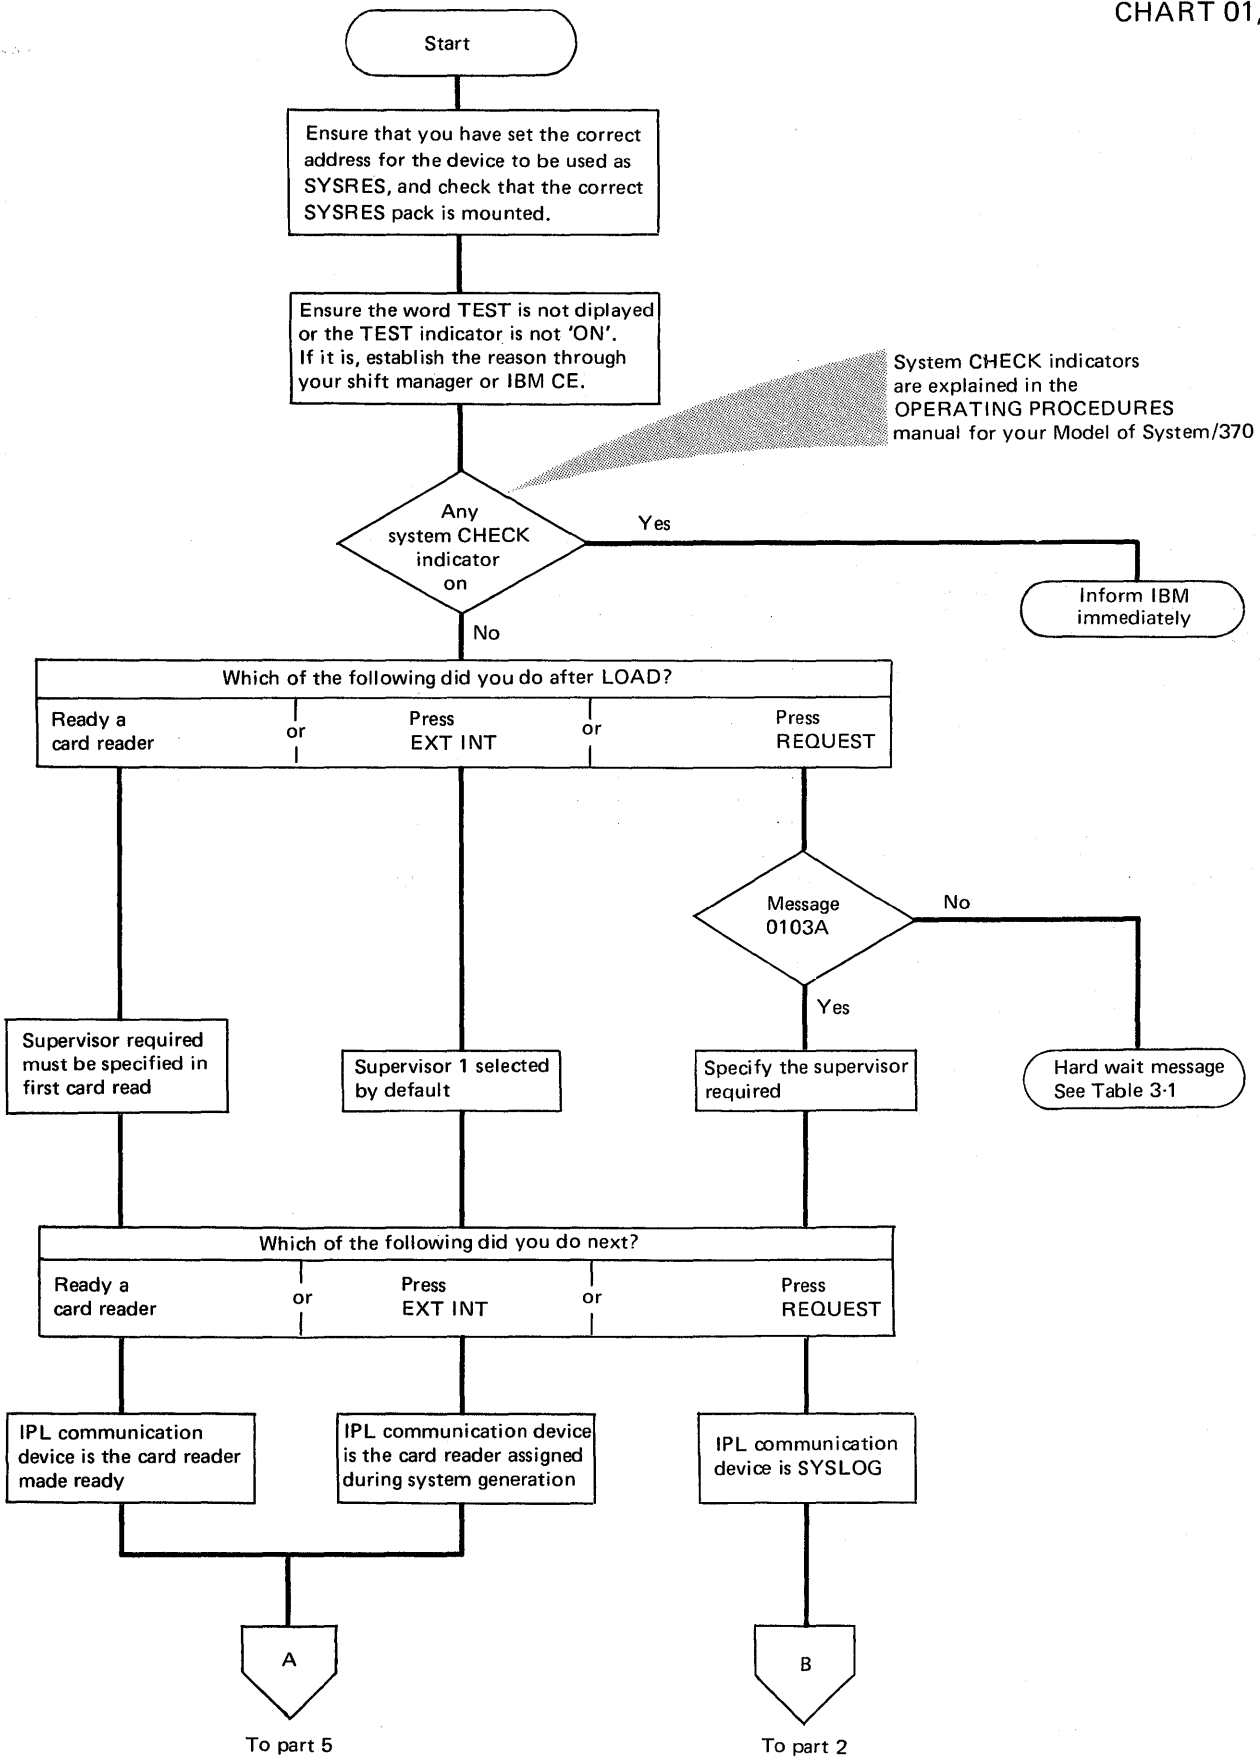 CHART 01,
Start
Ensure that you have set the correct
address for the device to be used as
SYSRES, and check that the correct
SYSRES pack is mounted.
Ensure the word TEST is not diplayed
or the TEST indicator is not 'ON'.
If it is, establish the reason through
your shift manager or IBM CE.
System CHECK indicators
are explained in the
OPERATING PROCEDURES
manual for your Model of System/370
Any
system CHECK
indicator
on
Yes
Inform IBM
immediately
No
Which of the following did you do after LOAD?
Ready a
card reader
or
Press
EXT INT
or
Press
REQUEST
Message
0103A
No
Yes
Supervisor required
must be specified in
first card read
Supervisor 1 selected
by default
Specify the supervisor
required
Hard wait message
See Table 3-1
Which of the following did you do next?
Ready a
card reader
or
Press
EXT INT
or
Press
REQUEST
IPL communication
device is the card reader
made ready
IPL communication device
is the card reader assigned
during system generation
IPL communication
device is SYSLOG
A
B
To part 5
To part 2